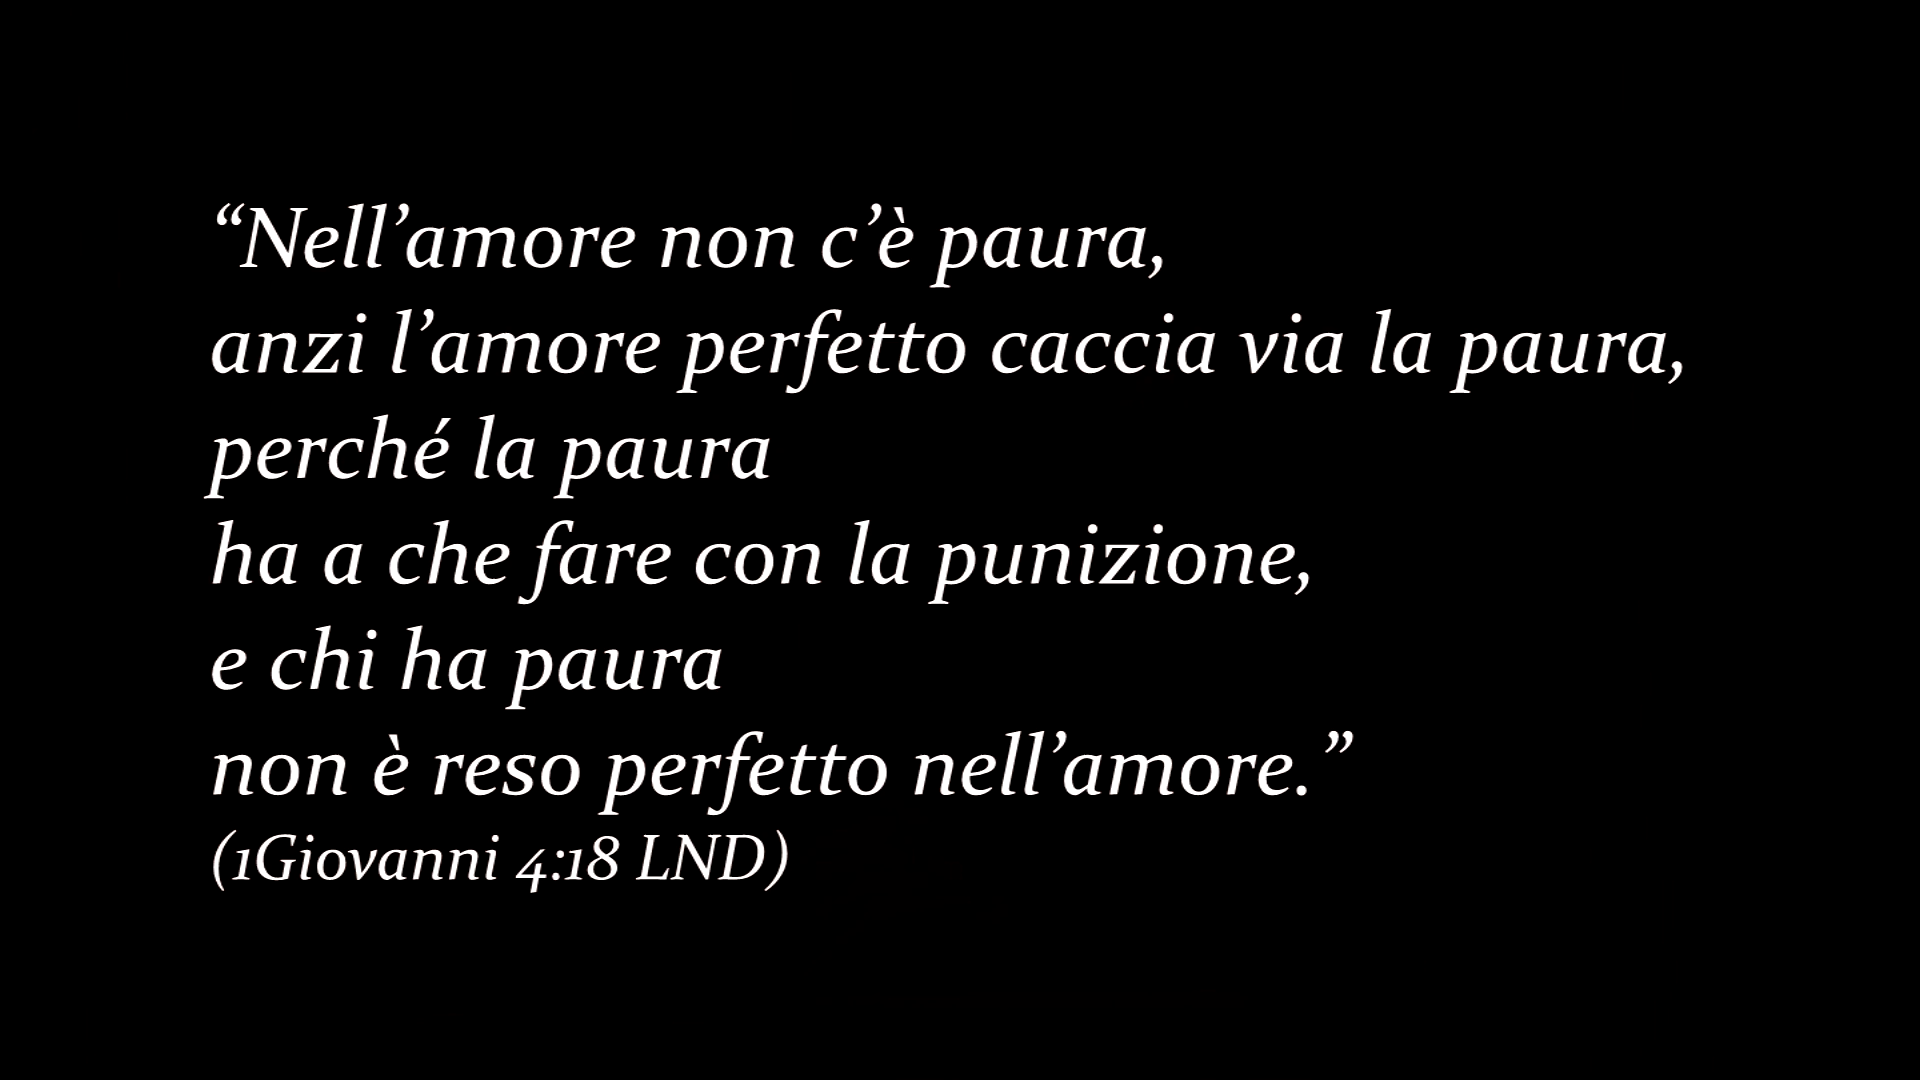 “Nell’amore non c’è paura,
anzi l’amore perfetto caccia via la paura,
perché la paura
ha a che fare con la punizione,
e chi ha paura
non è reso perfetto nell’amore.”
(1Giovanni 4:18 LND)